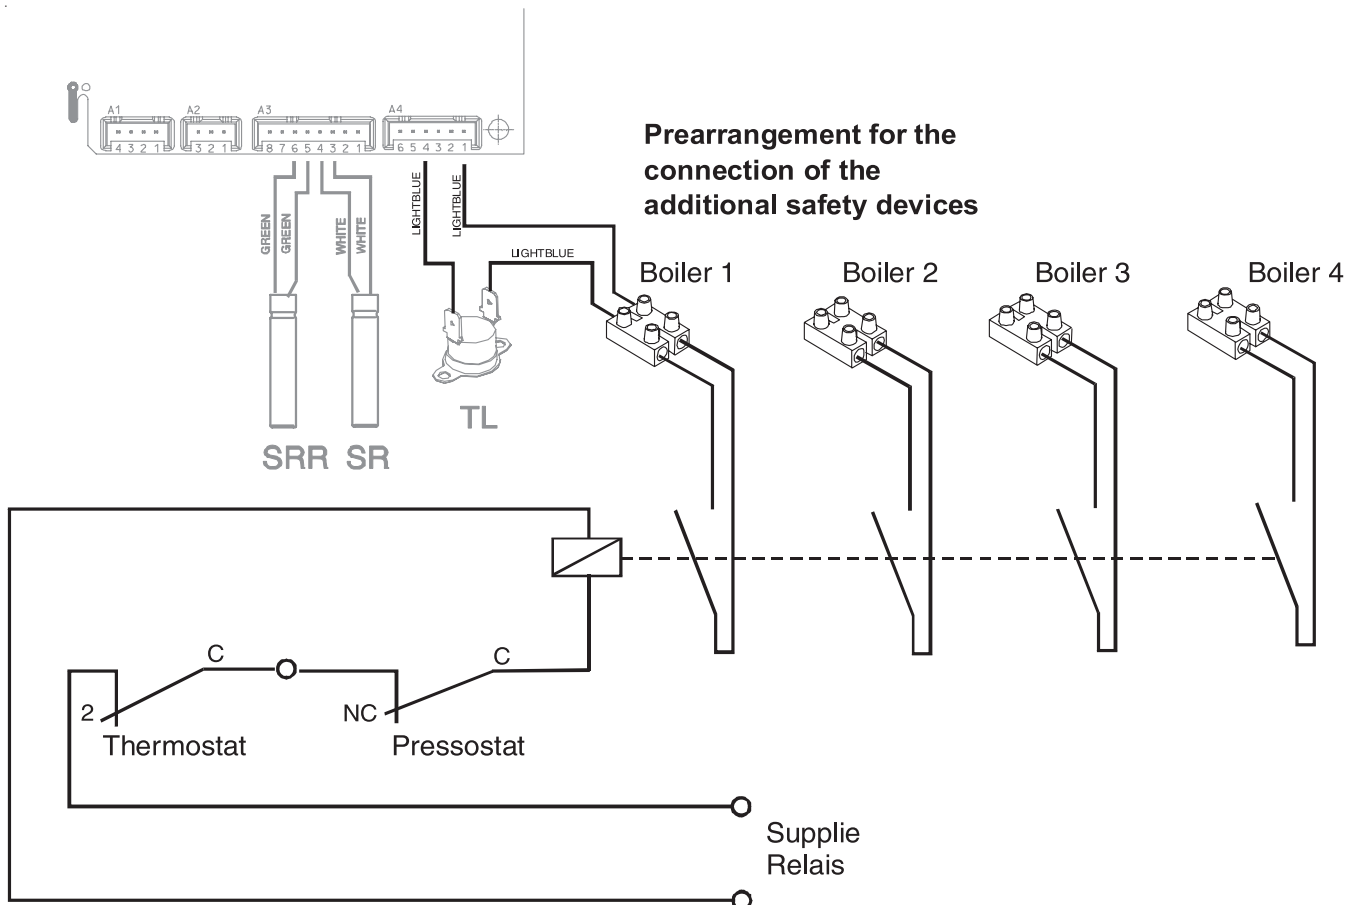 A1
A2
A3
A4
4 3 2 1
3 2 1
8 7 6 5 4 3 2 1
6 5 4 3 2 1
Prearrangement for the
connection of the
additional safety devices
GREEN
GREEN
WHITE
WHITE
LIGHTBLUE
LIGHTBLUE
LIGHTBLUE
Boiler 1
Boiler 2
Boiler 3
Boiler 4
TL
SRR
SR
C
C
2
NC
Thermostat
Pressostat
Supplie
Relais